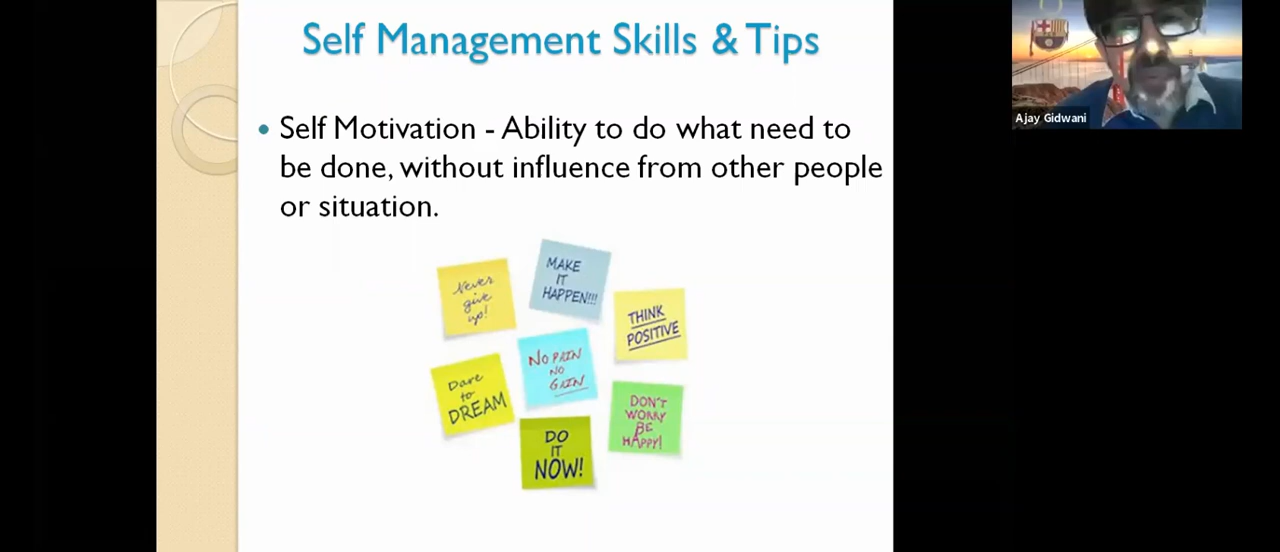 Self Management Skills & Tips
Self Motivation - Ability to do what need to
be done, without influence from other people
or situation.
Never
give
up!
MAKE
IT
HAPPEN!!!
THINK
POSITIVE
Dare
to
DREAM
NO PAIN
NO
GAIN
DON'T
WORRY
BE
HAPPY!
DO
IT
NOW!
Ajay Gidwani